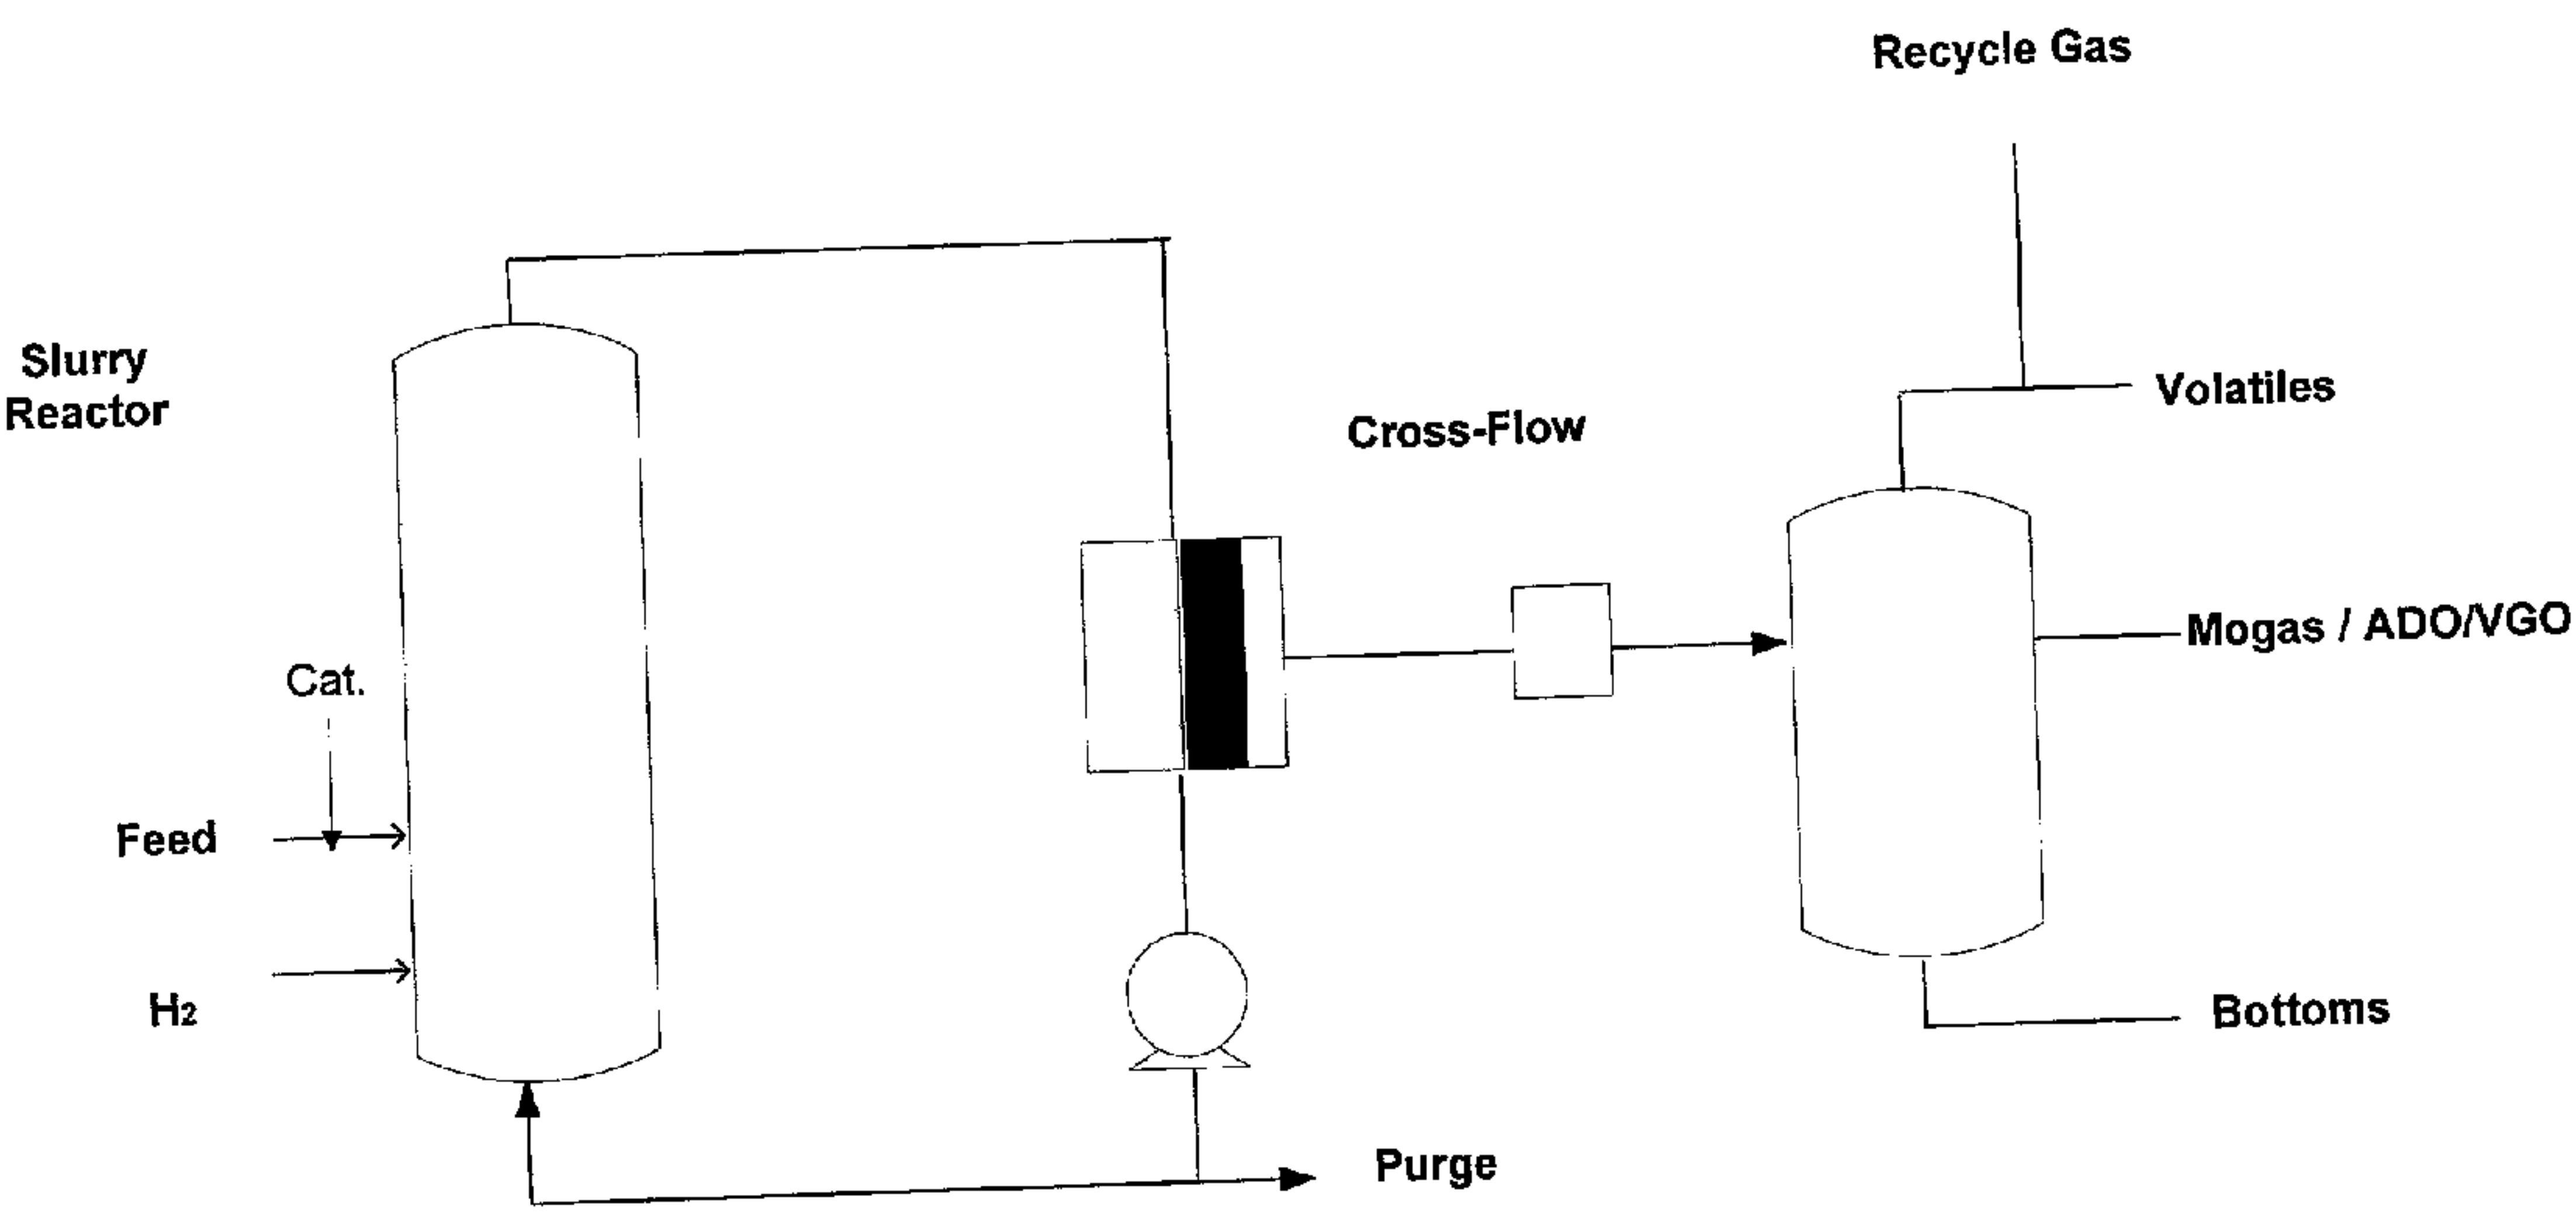 Recycle Gas
Slurry
Reactor
Volatiles
Cross-Flow
Mogas / ADO/VGO
Cat.
Feed
H2
Bottoms
Purge